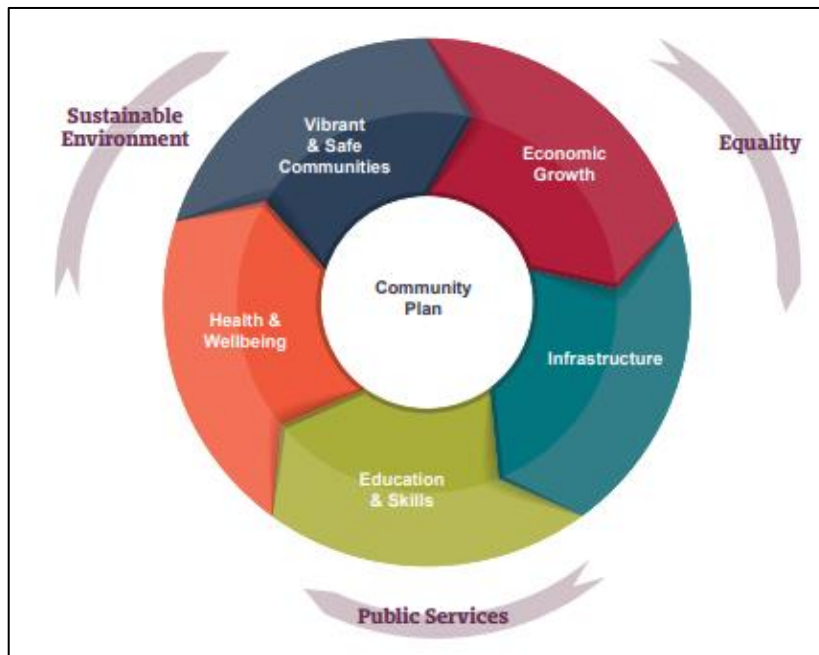 Sustainable
Environment
Vibrant
& Safe
Communities
Economic
Growth
Equality
Community
Plan
Health &
Wellbeing
Infrastructure
Education
& Skills
Public Services